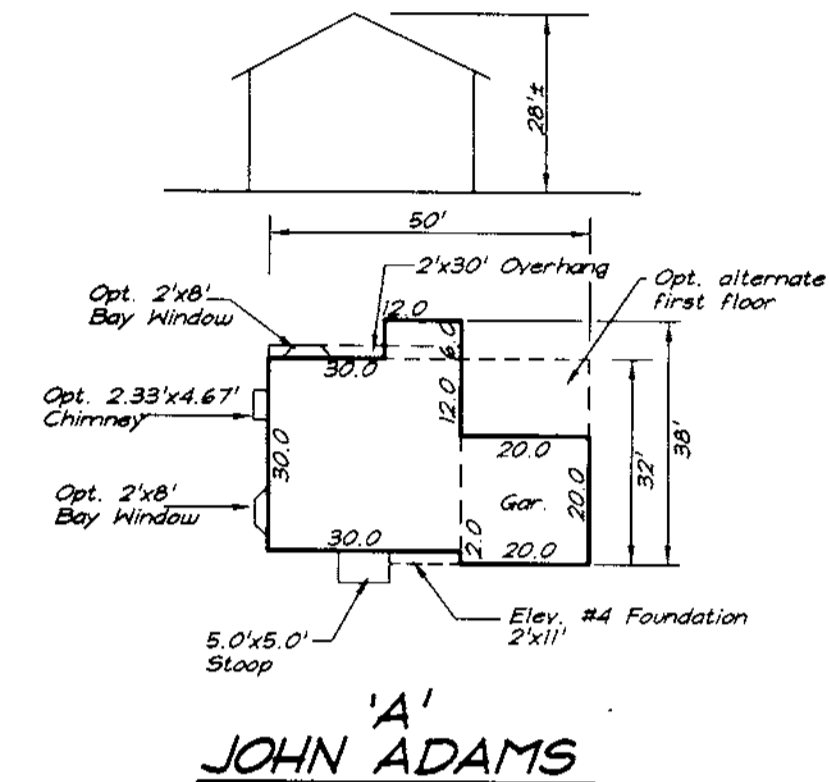 28'±
50'
2'x30' Overhang
Opt. alternate
first floor
Opt. 2'x8'
Bay Window
12.0
6.0
30.0
Opt. 2.33'x4.67'
Chimney
12.0
30.0
20.0
32'
38'
Opt. 2'x8'
Bay Window
Gar.
20.0
30.0
2.0
20.0
5.0'x5.0'
Stoop
Elev. #4 Foundation
2'x11'
'A'
JOHN ADAMS